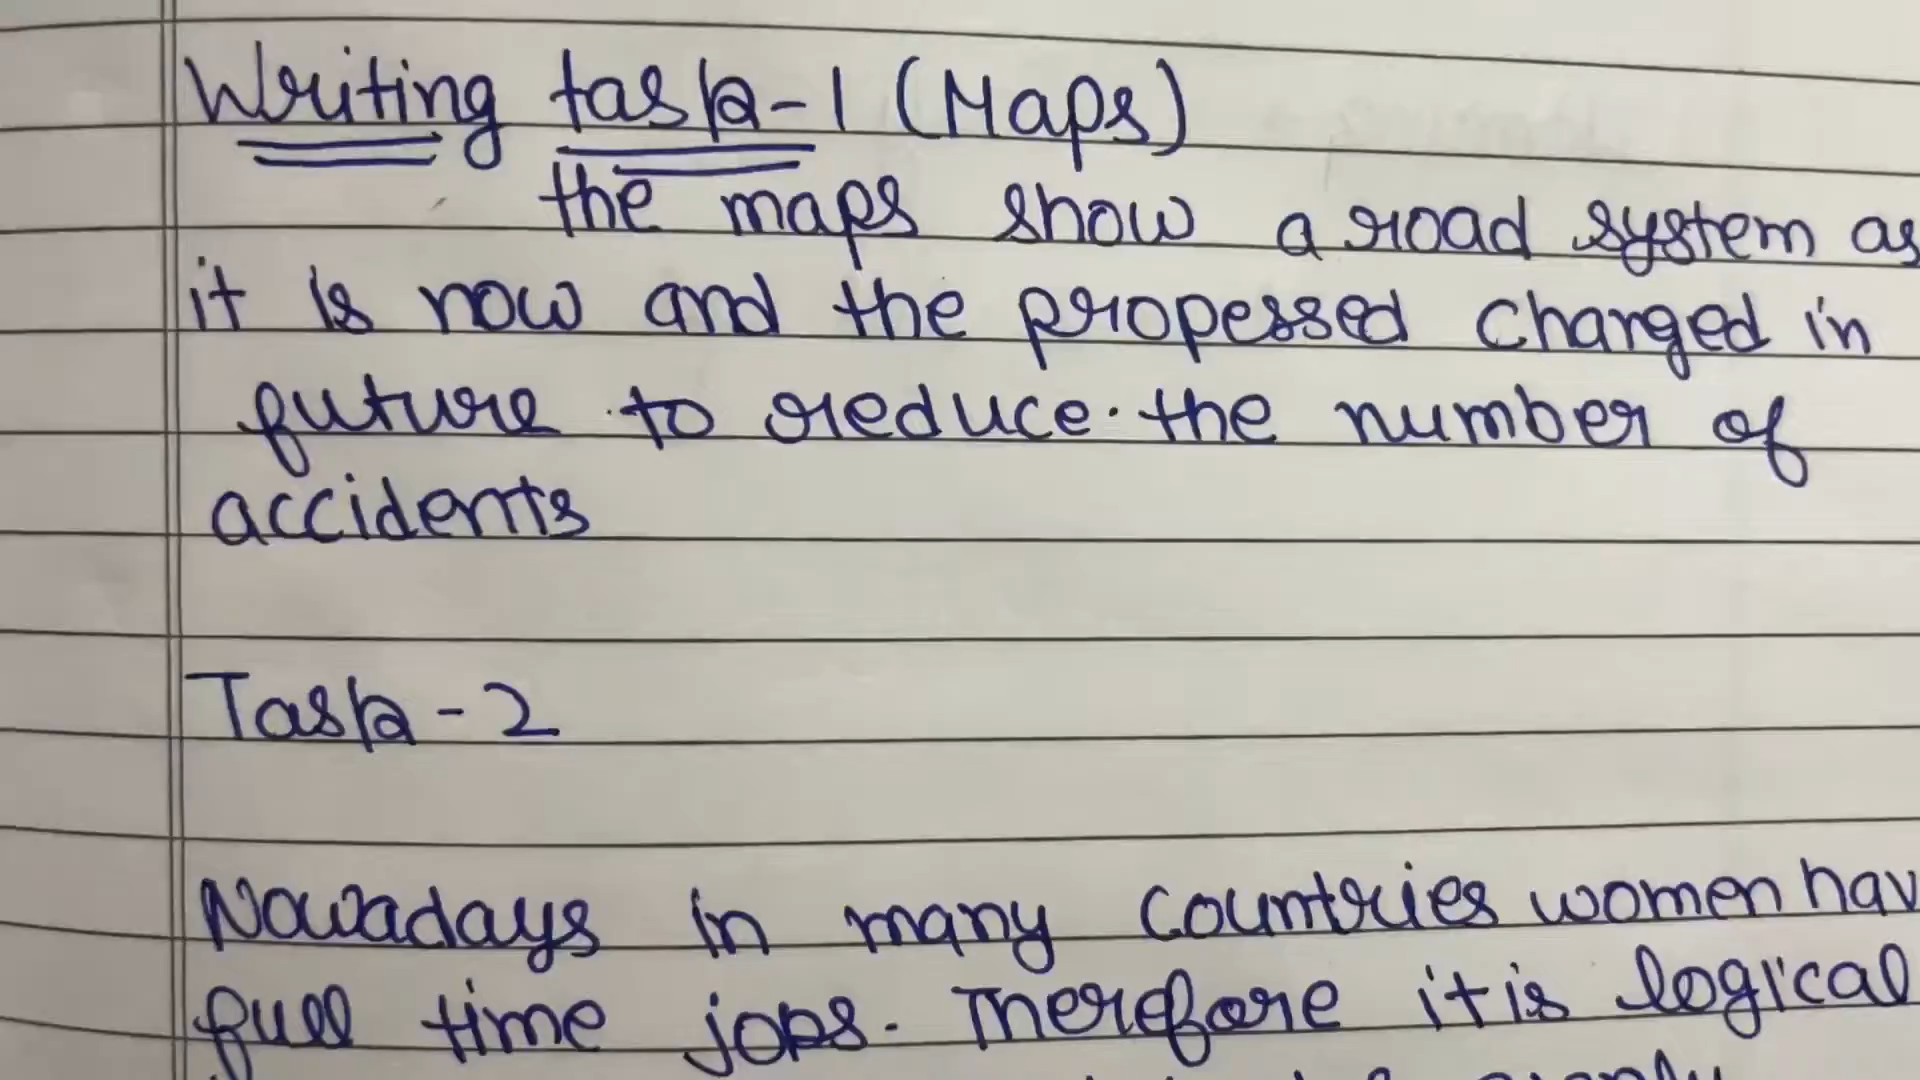 Writing task-1 (Maps)
the maps show a road system as
it is now and the propessed changed in
future to reduce the number of
accidents
Task-2
Nowadays in many countries women hav
full time jops. Therefore it is logical